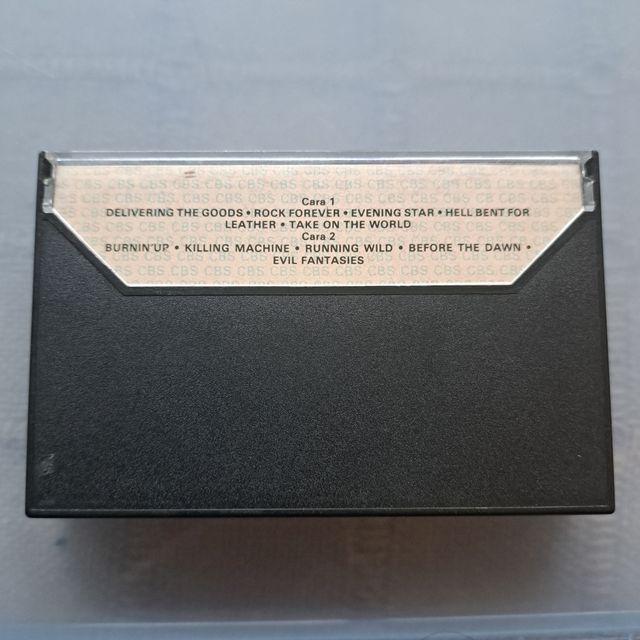 Cara 1
DELIVERING THE GOODS • ROCK FOREVER • EVENING STAR • HELL BENT FOR
LEATHER • TAKE ON THE WORLD
Cara 2
BURNIN'UP • KILLING MACHINE • RUNNING WILD • BEFORE THE DAWN •
EVIL FANTASIES